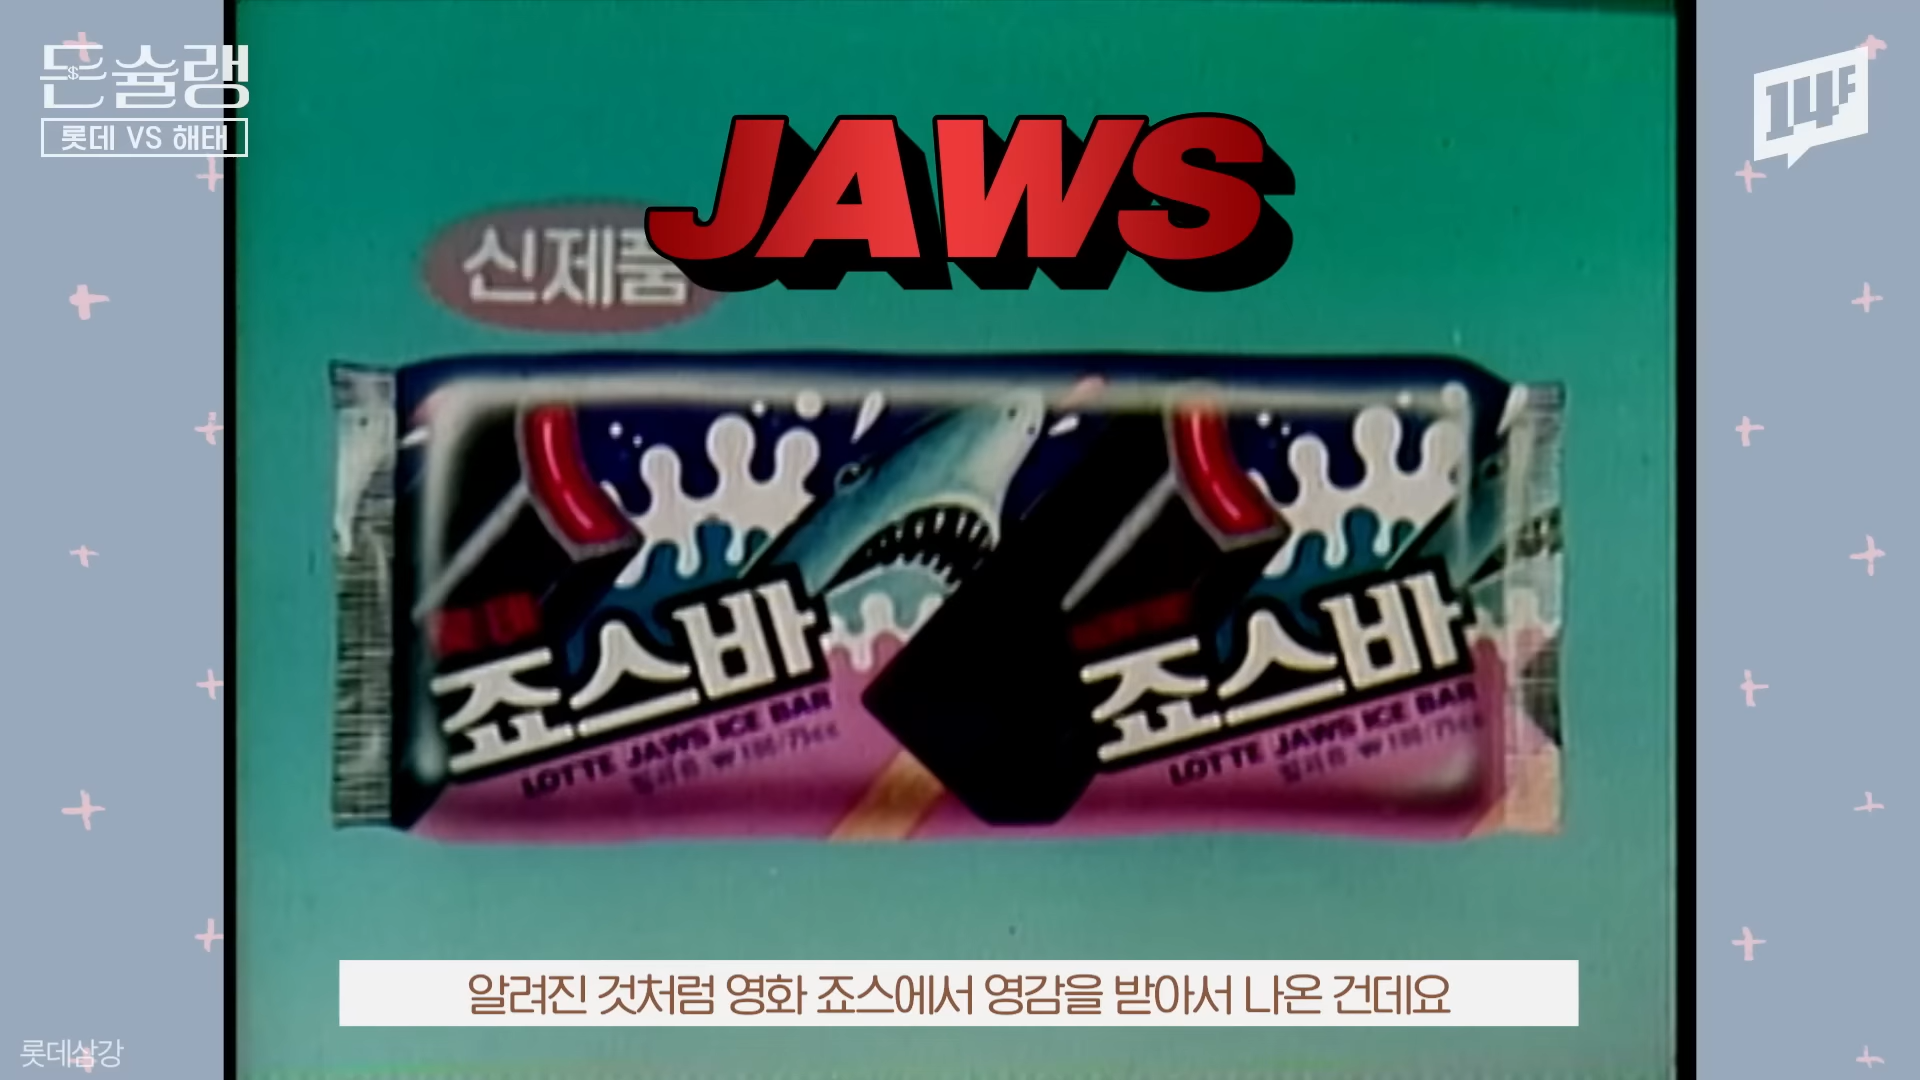 돈슐랭
롯데 VS 해태
14F
JAWS
신제품
죠스바
LOTTE JAWS ICE BAR
죠스바
LOTTE JAWS ICE BAR
알려진 것처럼 영화 죠스에서 영감을 받아서 나온 건데요
롯데삼강